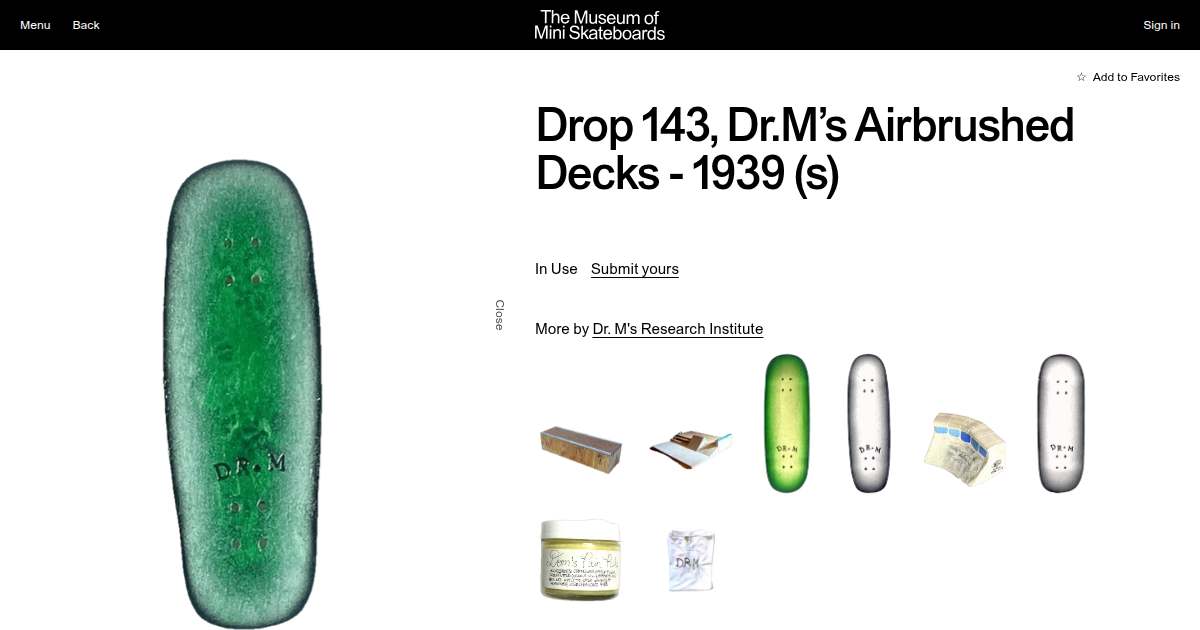 Menu
Back
The Museum of
Mini Skateboards
Sign in
☆ Add to Favorites
Drop 143, Dr.M’s Airbrushed
Decks - 1939 (s)
In Use
Submit yours
Close
More by Dr. M's Research Institute
DR.M
DR.M
DR.M
DR.M
DRM